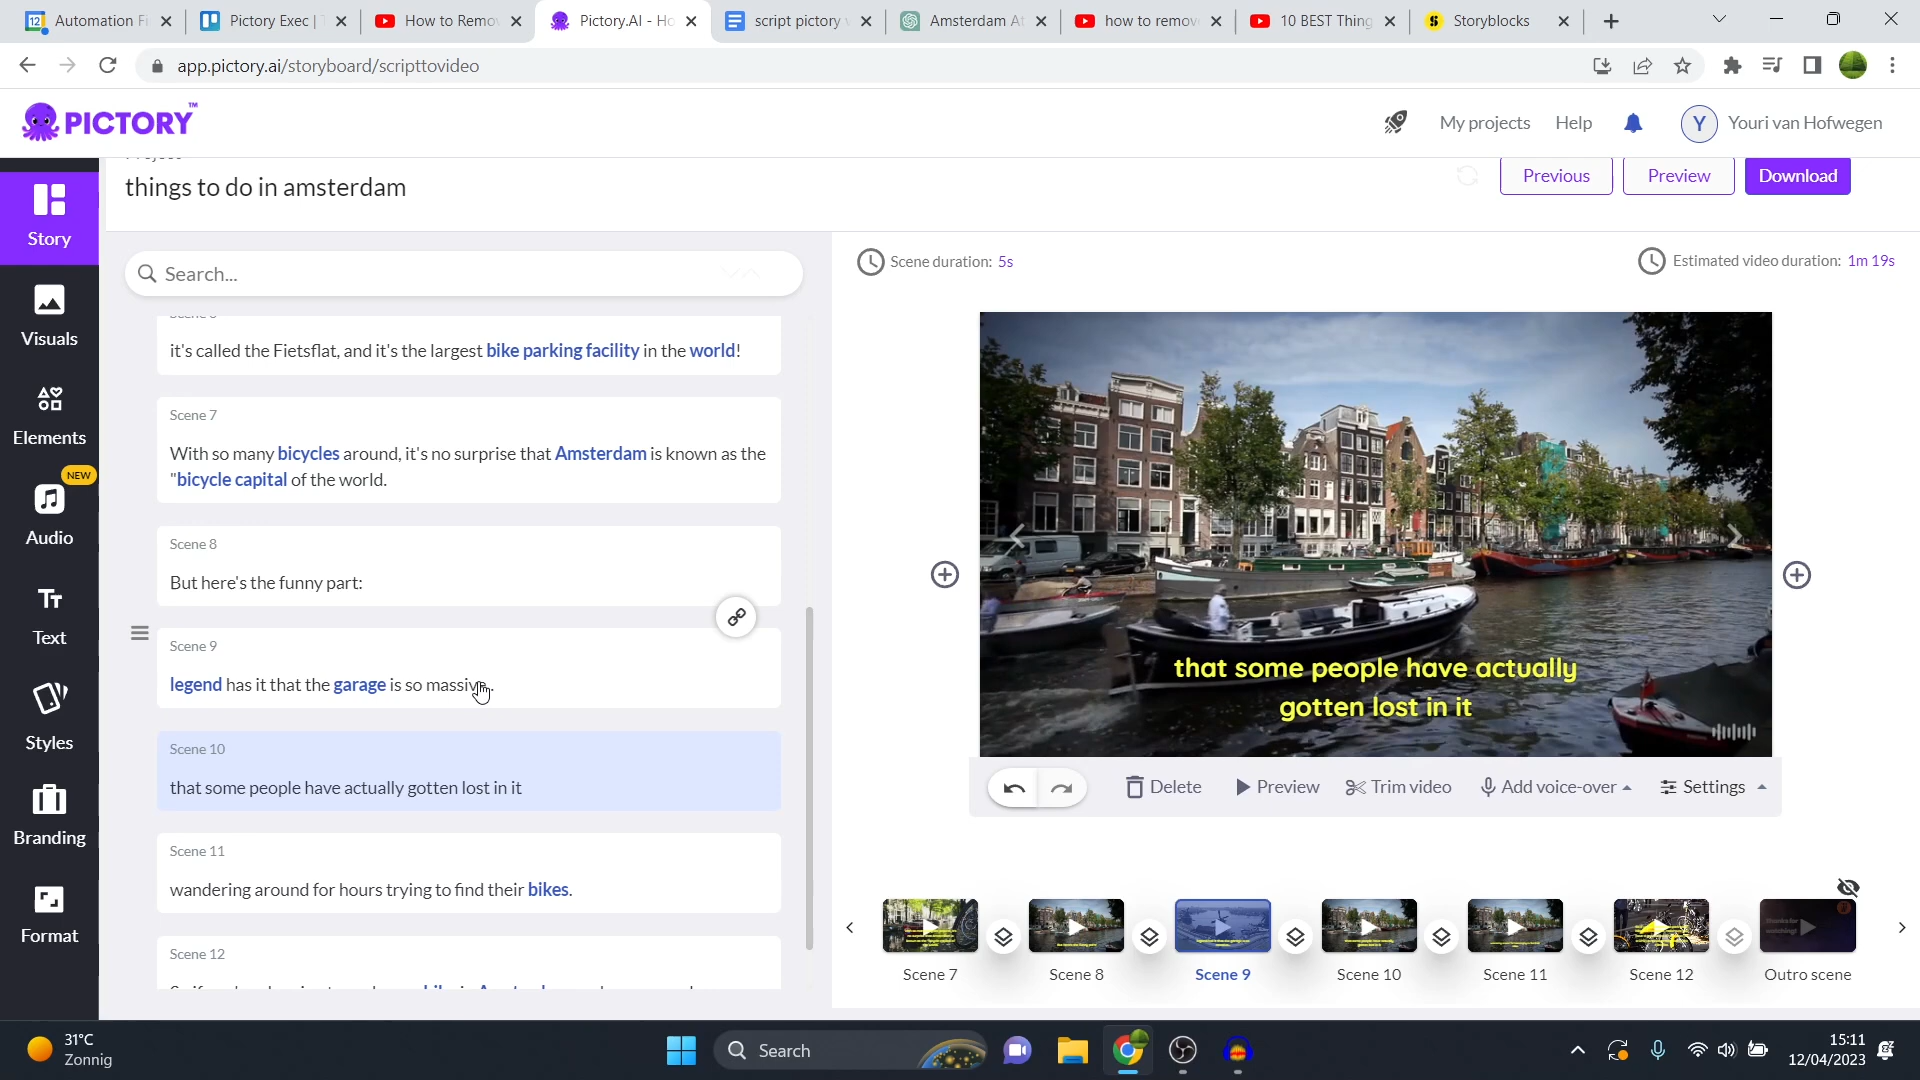 Automation Fi
Pictory Exec | T
How to Remov
Pictory.AI - Ho
script pictory v
Amsterdam At
how to remove
10 BEST Thing
Storyblocks
app.pictory.ai/storyboard/scripttovideo
PICTORY™
My projects
Help
Y
Youri van Hofwegen
things to do in amsterdam
Previous
Preview
Download
Story
Visuals
Elements
NEW
Audio
Text
Styles
Branding
Format
Search...
it's called the Fietsflat, and it's the largest bike parking facility in the world!
Scene 7
With so many bicycles around, it's no surprise that Amsterdam is known as the
"bicycle capital of the world.
Scene 8
But here's the funny part:
Scene 9
legend has it that the garage is so massive..
Scene 10
that some people have actually gotten lost in it
Scene 11
wandering around for hours trying to find their bikes.
Scene 12
Scene duration: 5s
Estimated video duration: 1m 19s
that some people have actually
gotten lost in it
Delete
Preview
Trim video
Add voice-over
Settings
Scene 7
Scene 8
Scene 9
Scene 10
Scene 11
Scene 12
Outro scene
31°C
Zonnig
Search
15:11
12/04/2023